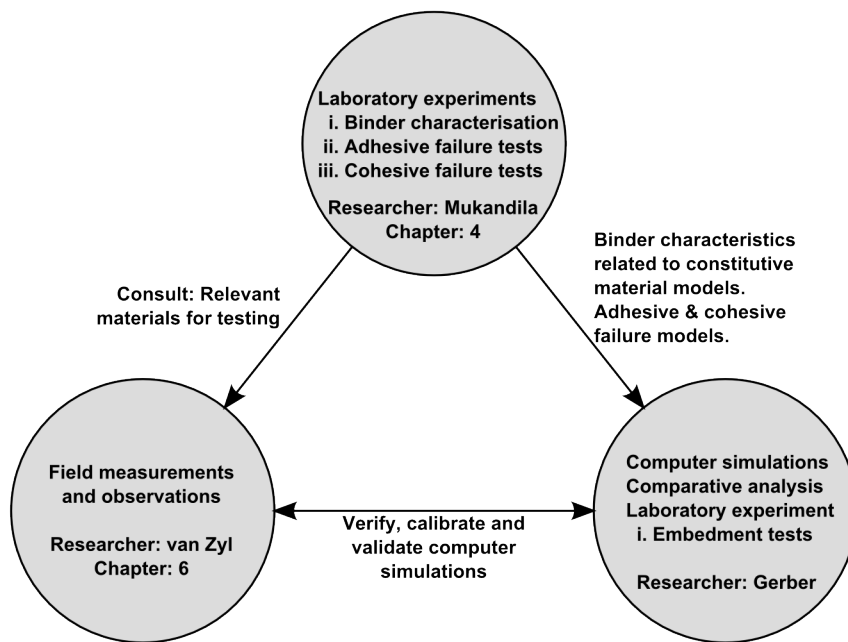 Laboratory experiments
i. Binder characterisation
ii. Adhesive failure tests
iii. Cohesive failure tests
Researcher: Mukandila
Chapter: 4
Consult: Relevant
materials for testing
Binder characteristics
related to constitutive
material models.
Adhesive & cohesive
failure models.
Field measurements
and observations
Researcher: van Zyl
Chapter: 6
Verify, calibrate and
validate computer
simulations
Computer simulations
Comparative analysis
Laboratory experiment
i. Embedment tests
Researcher: Gerber